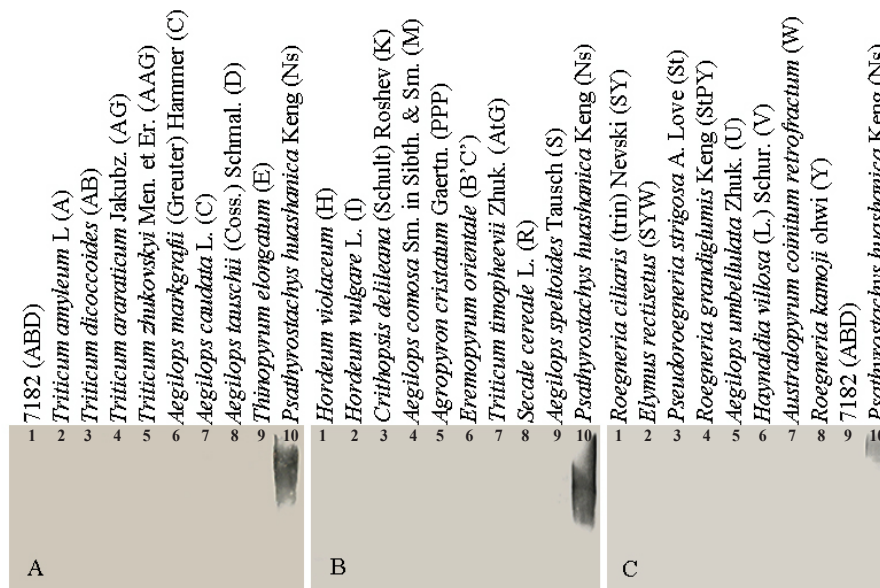 7182 (ABD)
Triticum amyleum L (A)
Triticum dicoccoides (AB)
Triticum araraticum Jakubz. (AG)
Triticum zhukovskyi Men. et Er. (AAG)
Aegilops markgrafii (Greuter) Hammer (C)
Aegilops caudata L. (C)
Aegilops tauschii (Coss.) Schmal. (D)
Thinopyrum elongatum (E)
Psathyrostachys huashanica Keng (Ns)
1 2 3 4 5 6 7 8 9 10
A
Hordeum violaceum (H)
Hordeum vulgare L. (I)
Crithopsis delileana (Schult) Roshev (K)
Aegilops comosa Sm. in Sibth. & Sm. (M)
Agropyron cristatum Gaertn. (PPP)
Eremopyrum orientale (B'C')
Triticum timopheevii Zhuk. (AtG)
Secale cerede L. (R)
Aegilops speltoides Tausch (S)
Psathyrostachys huashanica Keng (Ns)
1 2 3 4 5 6 7 8 9 10
B
Roegneria ciliaris (trin) Nevski (SY)
Elymus rectisetus (SYW)
Pseudoroegneria strigosa A. Love (St)
Roegneria grandiglumis Keng (StPY)
Aegilops umbellulata Zhuk. (U)
Haynaddia villosa (L.) Schur. (V)
Australopyrum coinitum retrofractum (W)
Roegneria kamoji ohwi (Y)
7182 (ABD)
Psathyrostachys huashanica Keng (Ns)
1 2 3 4 5 6 7 8 9 10
C